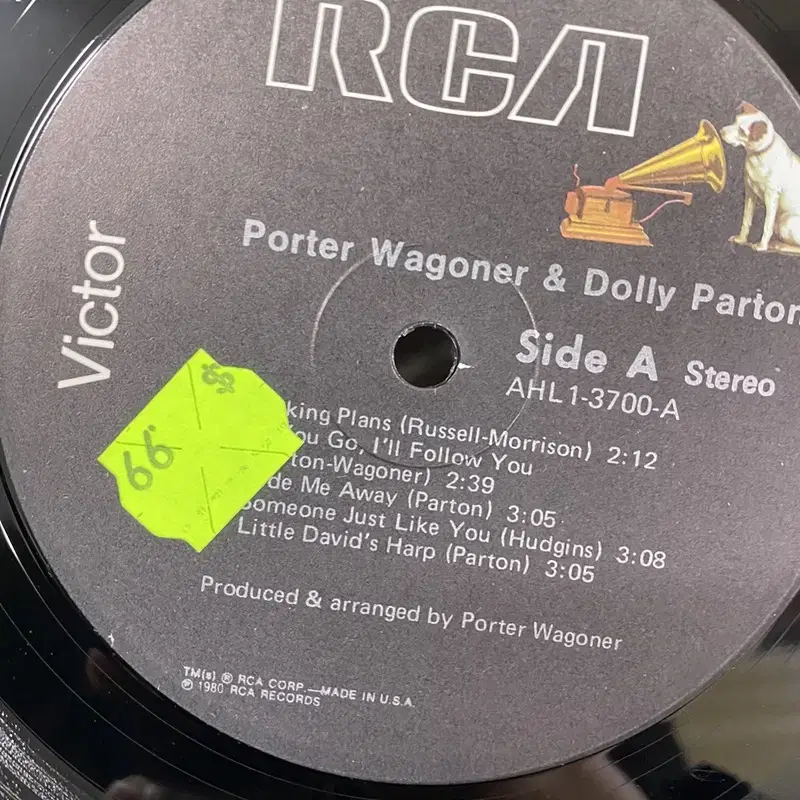 RCA
Victor
Porter Wagoner & Dolly Parton
Side A Stereo
AHL1-3700-A
king Plans (Russell-Morrison) 2:12
ou Go, I'll Follow You
ton-Wagoner) 2:39
de Me Away (Parton) 3:05
Someone Just Like You (Hudgins) 3:08
Little David's Harp (Parton) 3:05
Produced & arranged by Porter Wagoner
TM(s) ® RCA CORP.—MADE IN U.S.A.
℗ 1980 RCA RECORDS
99